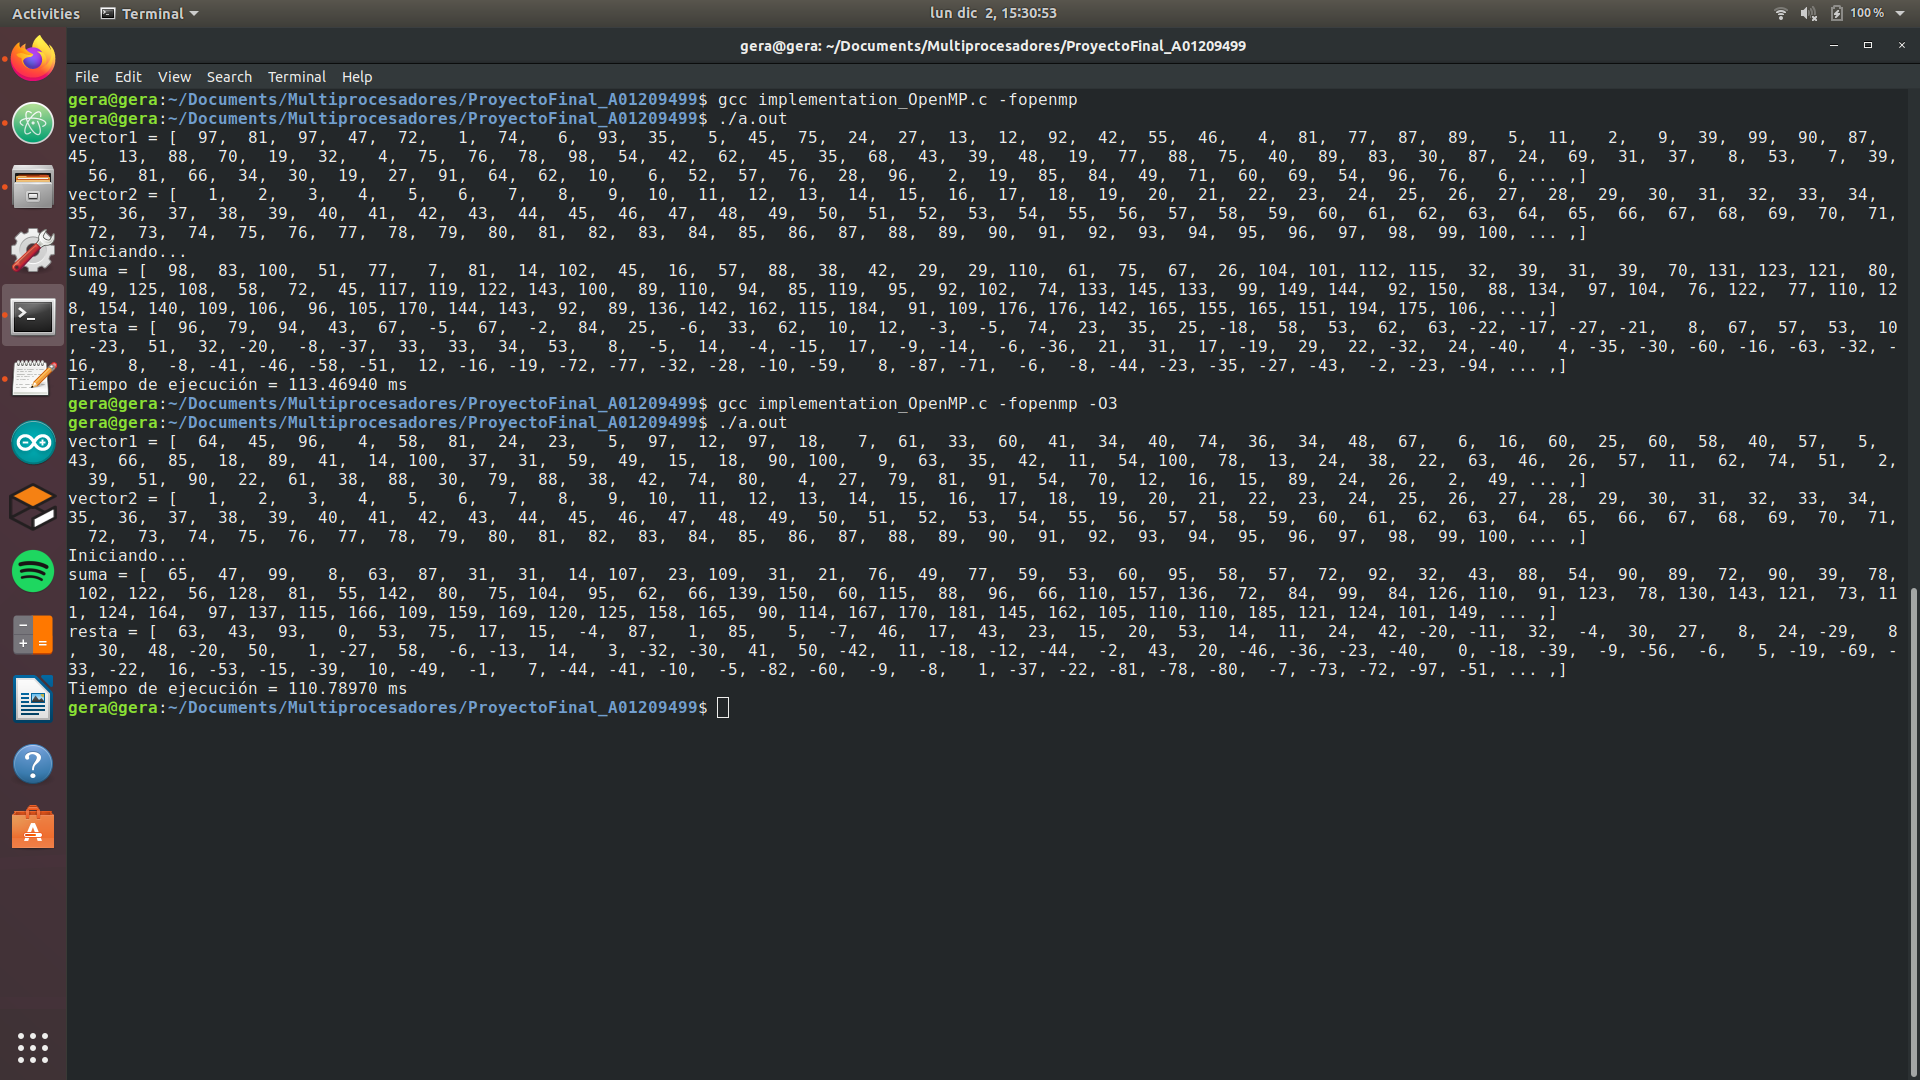 Activities Terminal lun dic 2, 15:30:53 100 %
gera@gera: ~/Documents/Multiprocesadores/ProyectoFinal_A01209499
File Edit View Search Terminal Help
gera@gera:~/Documents/Multiprocesadores/ProyectoFinal_A01209499$ gcc implementation_OpenMP.c -fopenmp
gera@gera:~/Documents/Multiprocesadores/ProyectoFinal_A01209499$ ./a.out
vector1 = [  97,  81,  97,  47,  72,   1,  74,   6,  93,  35,   5,  45,  75,  24,  27,  13,  12,  92,  42,  55,  46,   4,  81,  77,  87,  89,   5,  11,   2,   9,  39,  99,  90,  87,
45,  13,  88,  70,  19,  32,   4,  75,  76,  78,  98,  54,  42,  62,  45,  35,  68,  43,  39,  48,  19,  77,  88,  75,  40,  89,  83,  30,  87,  24,  69,  31,  37,   8,  53,   7,  39,
56,  81,  66,  34,  30,  19,  27,  91,  64,  62,  10,   6,  52,  57,  76,  28,  96,   2,  19,  85,  84,  49,  71,  60,  69,  54,  96,  76,   6, ... ,]
vector2 = [   1,   2,   3,   4,   5,   6,   7,   8,   9,  10,  11,  12,  13,  14,  15,  16,  17,  18,  19,  20,  21,  22,  23,  24,  25,  26,  27,  28,  29,  30,  31,  32,  33,  34,
35,  36,  37,  38,  39,  40,  41,  42,  43,  44,  45,  46,  47,  48,  49,  50,  51,  52,  53,  54,  55,  56,  57,  58,  59,  60,  61,  62,  63,  64,  65,  66,  67,  68,  69,  70,  71,
72,  73,  74,  75,  76,  77,  78,  79,  80,  81,  82,  83,  84,  85,  86,  87,  88,  89,  90,  91,  92,  93,  94,  95,  96,  97,  98,  99, 100, ... ,]
Iniciando...
suma = [  98,  83, 100,  51,  77,   7,  81,  14, 102,  45,  16,  57,  88,  38,  42,  29,  29, 110,  61,  75,  67,  26, 104, 101, 112, 115,  32,  39,  31,  39,  70, 131, 123, 121,  80,
49, 125, 108,  58,  72,  45, 117, 119, 122, 143, 100,  89, 110,  94,  85, 119,  95,  92, 102,  74, 133, 145, 133,  99, 149, 144,  92, 150,  88, 134,  97, 104,  76, 122,  77, 110, 12
8, 154, 140, 109, 106,  96, 105, 170, 144, 143,  92,  89, 136, 142, 162, 115, 184,  91, 109, 176, 176, 142, 165, 155, 165, 151, 194, 175, 106, ... ,]
resta = [  96,  79,  94,  43,  67,  -5,  67,  -2,  84,  25,  -6,  33,  62,  10,  12,  -3,  -5,  74,  23,  35,  25, -18,  58,  53,  62,  63, -22, -17, -27, -21,   8,  67,  57,  53,  10
, -23,  51,  32, -20,  -8, -37,  33,  33,  34,  53,   8,  -5,  14,  -4, -15,  17,  -9, -14,  -6, -36,  21,  31,  17, -19,  29,  22, -32,  24, -40,   4, -35, -30, -60, -16, -63, -32, -
16,   8,  -8, -41, -46, -58, -51,  12, -16, -19, -72, -77, -32, -28, -10, -59,   8, -87, -71,  -6,  -8, -44, -23, -35, -27, -43,  -2, -23, -94, ... ,]
Tiempo de ejecución = 113.46940 ms
gera@gera:~/Documents/Multiprocesadores/ProyectoFinal_A01209499$ gcc implementation_OpenMP.c -fopenmp -O3
gera@gera:~/Documents/Multiprocesadores/ProyectoFinal_A01209499$ ./a.out
vector1 = [  64,  45,  96,   4,  58,  81,  24,  23,   5,  97,  12,  97,  18,   7,  61,  33,  60,  41,  34,  40,  74,  36,  34,  48,  67,   6,  16,  60,  25,  60,  58,  40,  57,   5,
43,  66,  85,  18,  89,  41,  14, 100,  37,  31,  59,  49,  15,  18,  90, 100,   9,  63,  35,  42,  11,  54, 100,  78,  13,  24,  38,  22,  63,  46,  26,  57,  11,  62,  74,  51,   2,
39,  51,  90,  22,  61,  38,  88,  30,  79,  88,  38,  42,  74,  80,   4,  27,  79,  81,  91,  54,  70,  12,  16,  15,  89,  24,  26,   2,  49, ... ,]
vector2 = [   1,   2,   3,   4,   5,   6,   7,   8,   9,  10,  11,  12,  13,  14,  15,  16,  17,  18,  19,  20,  21,  22,  23,  24,  25,  26,  27,  28,  29,  30,  31,  32,  33,  34,
35,  36,  37,  38,  39,  40,  41,  42,  43,  44,  45,  46,  47,  48,  49,  50,  51,  52,  53,  54,  55,  56,  57,  58,  59,  60,  61,  62,  63,  64,  65,  66,  67,  68,  69,  70,  71,
72,  73,  74,  75,  76,  77,  78,  79,  80,  81,  82,  83,  84,  85,  86,  87,  88,  89,  90,  91,  92,  93,  94,  95,  96,  97,  98,  99, 100, ... ,]
Iniciando...
suma = [  65,  47,  99,   8,  63,  87,  31,  31,  14, 107,  23, 109,  31,  21,  76,  49,  77,  59,  53,  60,  95,  58,  57,  72,  92,  32,  43,  88,  54,  90,  89,  72,  90,  39,  78,
102, 122,  56, 128,  81,  55, 142,  80,  75, 104,  95,  62,  66, 139, 150,  60, 115,  88,  96,  66, 110, 157, 136,  72,  84,  99,  84, 126, 110,  91, 123,  78, 130, 143, 121,  73, 11
1, 124, 164,  97, 137, 115, 166, 109, 159, 169, 120, 125, 158, 165,  90, 114, 167, 170, 181, 145, 162, 105, 110, 110, 185, 121, 124, 101, 149, ... ,]
resta = [  63,  43,  93,   0,  53,  75,  17,  15,  -4,  87,   1,  85,   5,  -7,  46,  17,  43,  23,  15,  20,  53,  14,  11,  24,  42, -20, -11,  32,  -4,  30,  27,   8,  24, -29,   8
,  30,  48, -20,  50,   1, -27,  58,  -6, -13,  14,   3, -32, -30,  41,  50, -42,  11, -18, -12, -44,  -2,  43,  20, -46, -36, -23, -40,   0, -18, -39,  -9, -56,  -6,   5, -19, -69, -
33, -22,  16, -53, -15, -39,  10, -49,  -1,   7, -44, -41, -10,  -5, -82, -60,  -9,  -8,   1, -37, -22, -81, -78, -80,  -7, -73, -72, -97, -51, ... ,]
Tiempo de ejecución = 110.78970 ms
gera@gera:~/Documents/Multiprocesadores/ProyectoFinal_A01209499$